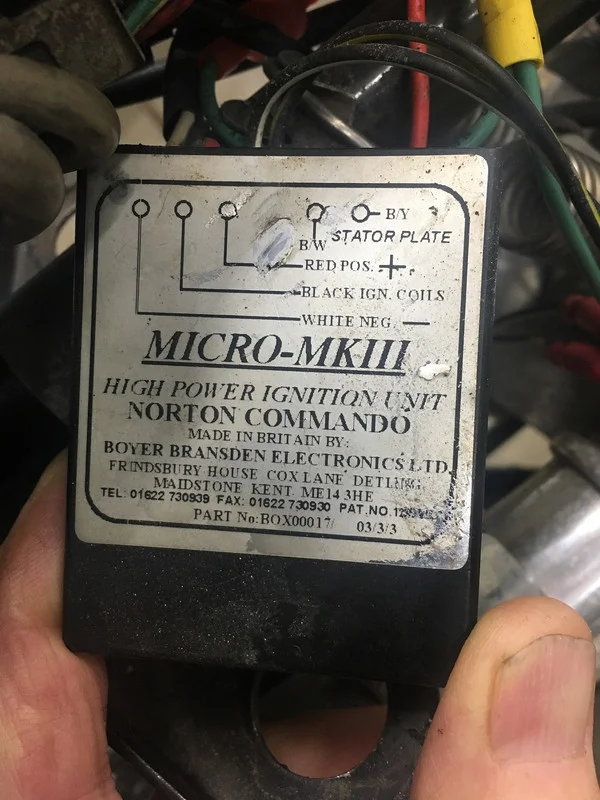 B/Y
B/W STATOR PLATE
RED POS. +
BLACK IGN. COILS
WHITE NEG. —
MICRO-MKIII
HIGH POWER IGNITION UNIT
NORTON COMMANDO
MADE IN BRITAIN BY:
BOYER BRANSDEN ELECTRONICS LTD.
FRINDSBURY HOUSE COX LANE DETLING
MAIDSTONE KENT. ME14 3HE
TEL: 01622 730939 FAX: 01622 730930 PAT.NO.
PART No:BOX00017/ 03/3/3